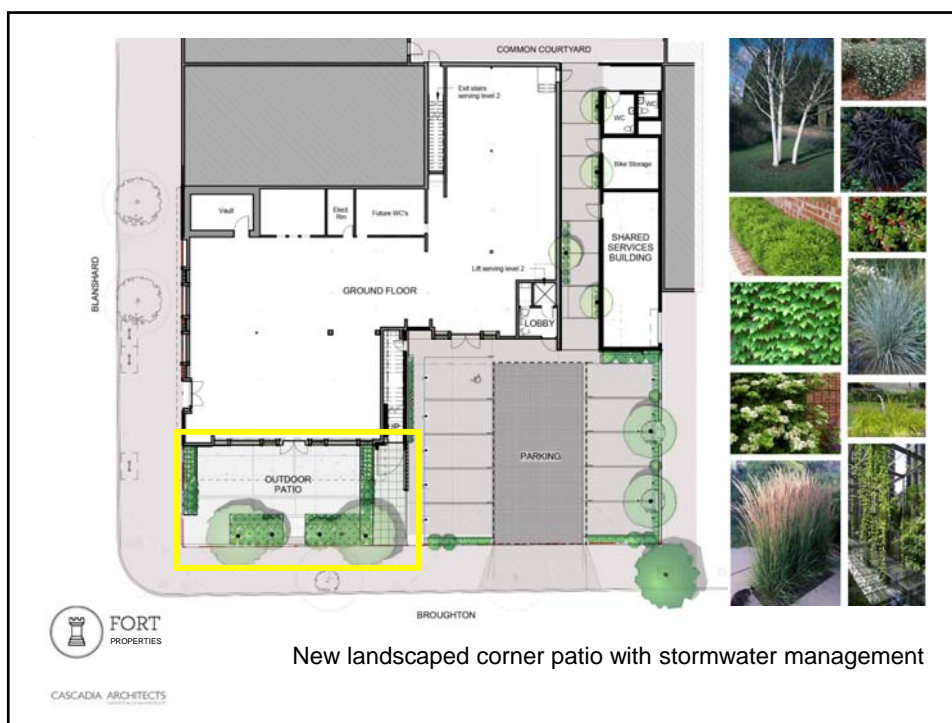 COMMON COURTYARD
Exit stairs
serving level 2
WC
WC
Bike Storage
Vault
Elect.
Rm
Future WC's
SHARED
SERVICES
BUILDING
Lift serving level 2
BLANSHARD
GROUND FLOOR
LOBBY
UP
PARKING
OUTDOOR
PATIO
BROUGHTON
FORT
PROPERTIES
New landscaped corner patio with stormwater management
CASCADIA ARCHITECTS